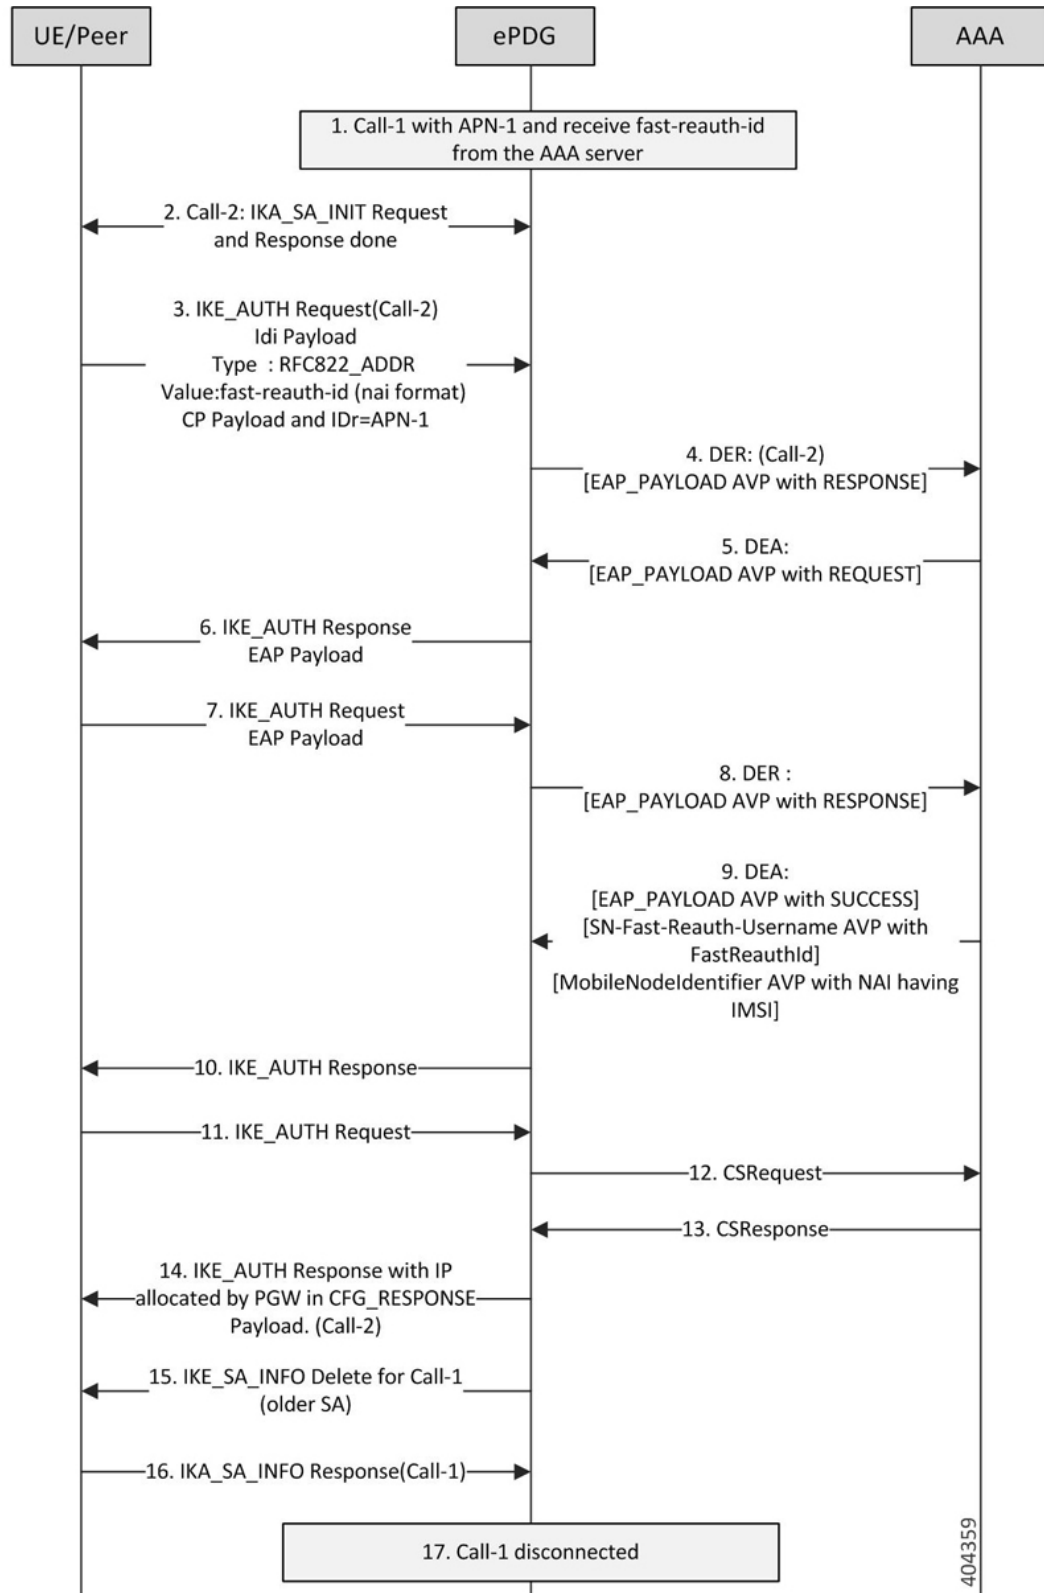 UE/Peer
ePDG
AAA
1. Call-1 with APN-1 and receive fast-reauth-id
from the AAA server
2. Call-2: IKA_SA_INIT Request
and Response done
3. IKE_AUTH Request(Call-2)
Idi Payload
Type : RFC822_ADDR
Value:fast-reauth-id (nai format)
CP Payload and IDr=APN-1
4. DER: (Call-2)
[EAP_PAYLOAD AVP with RESPONSE]
5. DEA:
[EAP_PAYLOAD AVP with REQUEST]
6. IKE_AUTH Response
EAP Payload
7. IKE_AUTH Request
EAP Payload
8. DER :
[EAP_PAYLOAD AVP with RESPONSE]
9. DEA:
[EAP_PAYLOAD AVP with SUCCESS]
[SN-Fast-Reauth-Username AVP with
FastReauthId]
[MobileNodeIdentifier AVP with NAI having
IMSI]
10. IKE_AUTH Response
11. IKE_AUTH Request
12. CSRequest
13. CSResponse
14. IKE_AUTH Response with IP
allocated by PGW in CFG_RESPONSE
Payload. (Call-2)
15. IKE_SA_INFO Delete for Call-1
(older SA)
16. IKA_SA_INFO Response(Call-1)
17. Call-1 disconnected
404359